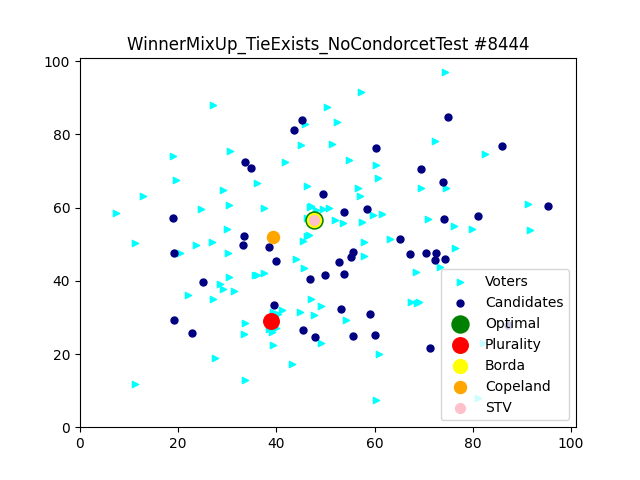 WinnerMixUp_TieExists_NoCondorcetTest #8444
100
80
60
40
20
0
0 20 40 60 80 100
Voters
Candidates
Optimal
Plurality
Borda
Copeland
STV